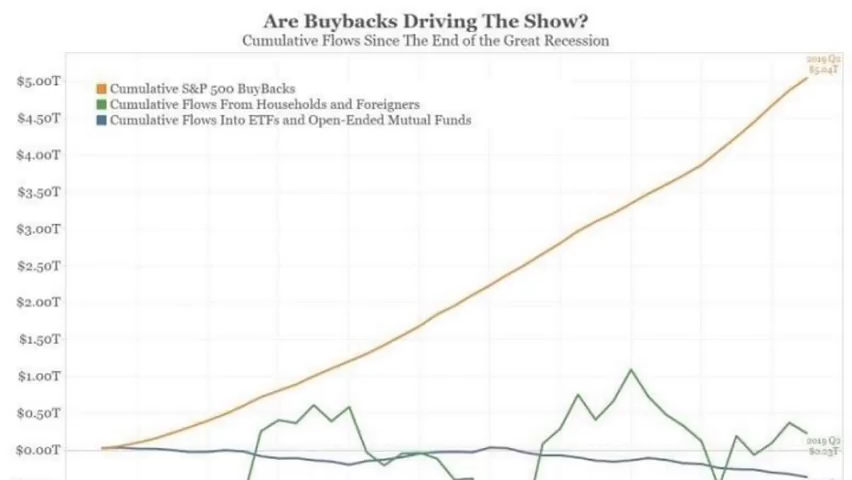 Are Buybacks Driving The Show?
Cumulative Flows Since The End of the Great Recession
2019 Q2
$5.04T
$5.00T
Cumulative S&P 500 BuyBacks
Cumulative Flows From Households and Foreigners
Cumulative Flows Into ETFs and Open-Ended Mutual Funds
$4.50T
$4.00T
$3.50T
$3.00T
$2.50T
$2.00T
$1.50T
$1.00T
$0.50T
2019 Q2
$0.23T
$0.00T